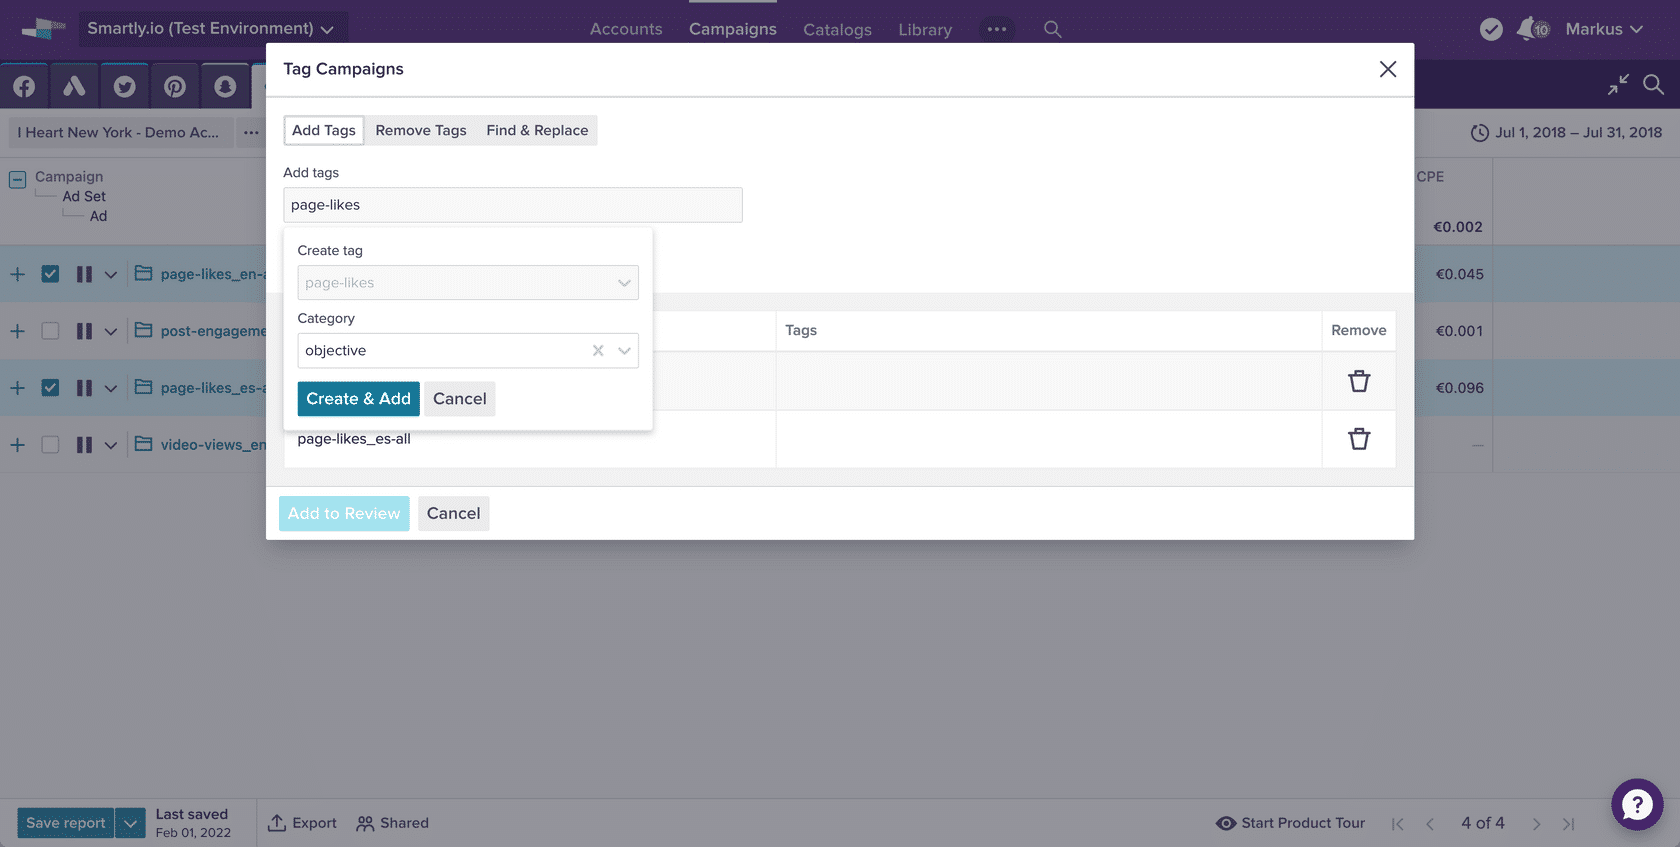 Smartly.io (Test Environment)
Accounts
Campaigns
Catalogs
Library
10
Markus
Tag Campaigns
I Heart New York - Demo Ac...
Jul 1, 2018 – Jul 31, 2018
Add Tags
Remove Tags
Find & Replace
Add tags
page-likes
Campaign
Ad Set
Ad
CPE
€0.002
Create tag
page-likes
Category
objective
Create & Add
Cancel
Tags
Remove
page-likes_es-all
page-likes_en-a
€0.045
post-engageme
€0.001
page-likes_es-a
€0.096
video-views_en
—
Add to Review
Cancel
Save report
Last saved
Feb 01, 2022
Export
Shared
Start Product Tour
4 of 4
?